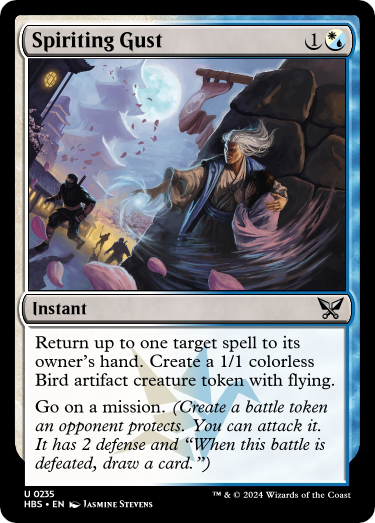 Spiriting Gust 1
Instant
Return up to one target spell to its
owner's hand. Create a 1/1 colorless
Bird artifact creature token with flying.
Go on a mission. (Create a battle token
an opponent protects. You can attack it.
It has 2 defense and “When this battle is
defeated, draw a card.”)
U 0235
HBS • EN Jasmine Stevens
™ & © 2024 Wizards of the Coast